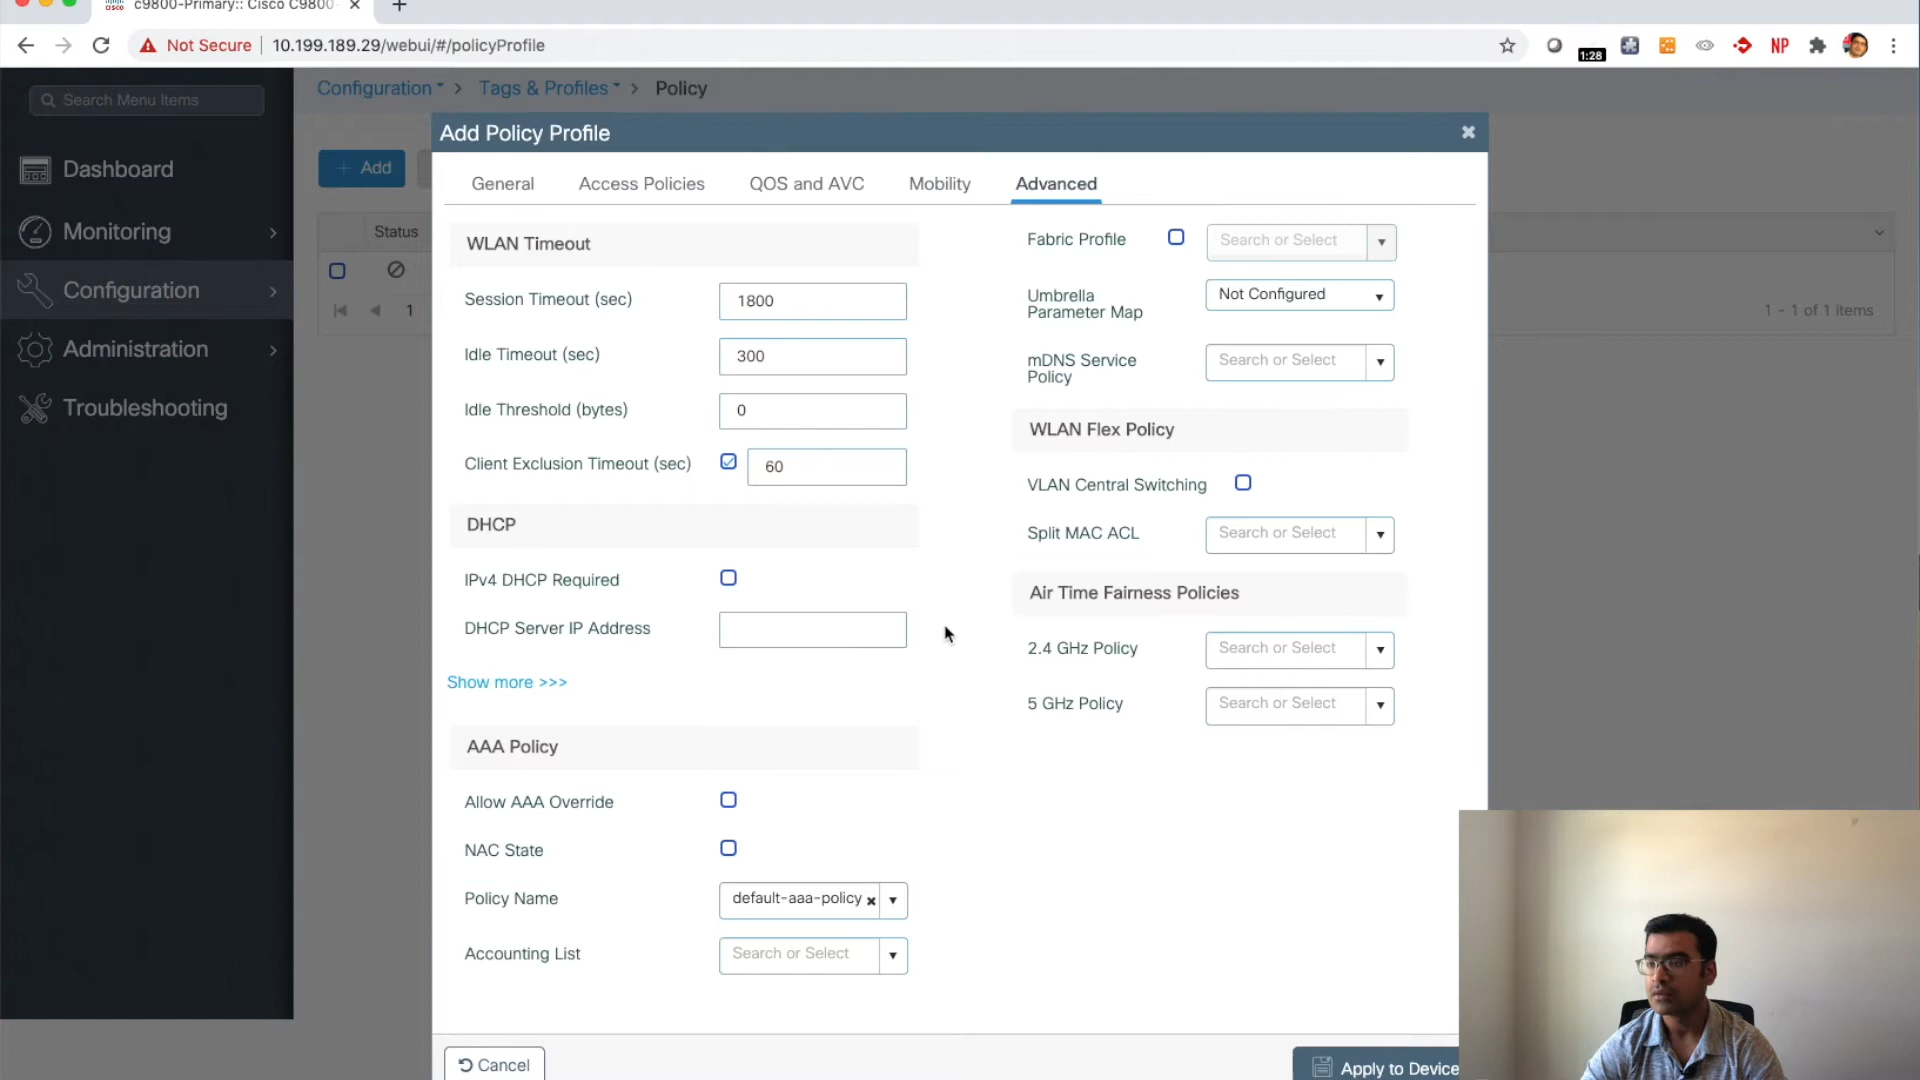 c9800-Primary:: Cisco C9800
Not Secure
10.199.189.29/webui/#/policyProfile
1:28
NP
Search Menu Items
Configuration > Tags & Profiles > Policy
Add Policy Profile
Dashboard
+ Add
General
Access Policies
QOS and AVC
Mobility
Advanced
Monitoring
Status
WLAN Timeout
Fabric Profile
Search or Select
Configuration
Session Timeout (sec)
1800
Umbrella
Parameter Map
Not Configured
1
1 - 1 of 1 items
Administration
Idle Timeout (sec)
300
mDNS Service
Policy
Search or Select
Troubleshooting
Idle Threshold (bytes)
0
WLAN Flex Policy
Client Exclusion Timeout (sec)
60
VLAN Central Switching
DHCP
Split MAC ACL
Search or Select
IPv4 DHCP Required
Air Time Fairness Policies
DHCP Server IP Address
2.4 GHz Policy
Search or Select
Show more >>>
5 GHz Policy
Search or Select
AAA Policy
Allow AAA Override
NAC State
Policy Name
default-aaa-policy
Accounting List
Search or Select
Cancel
Apply to Device